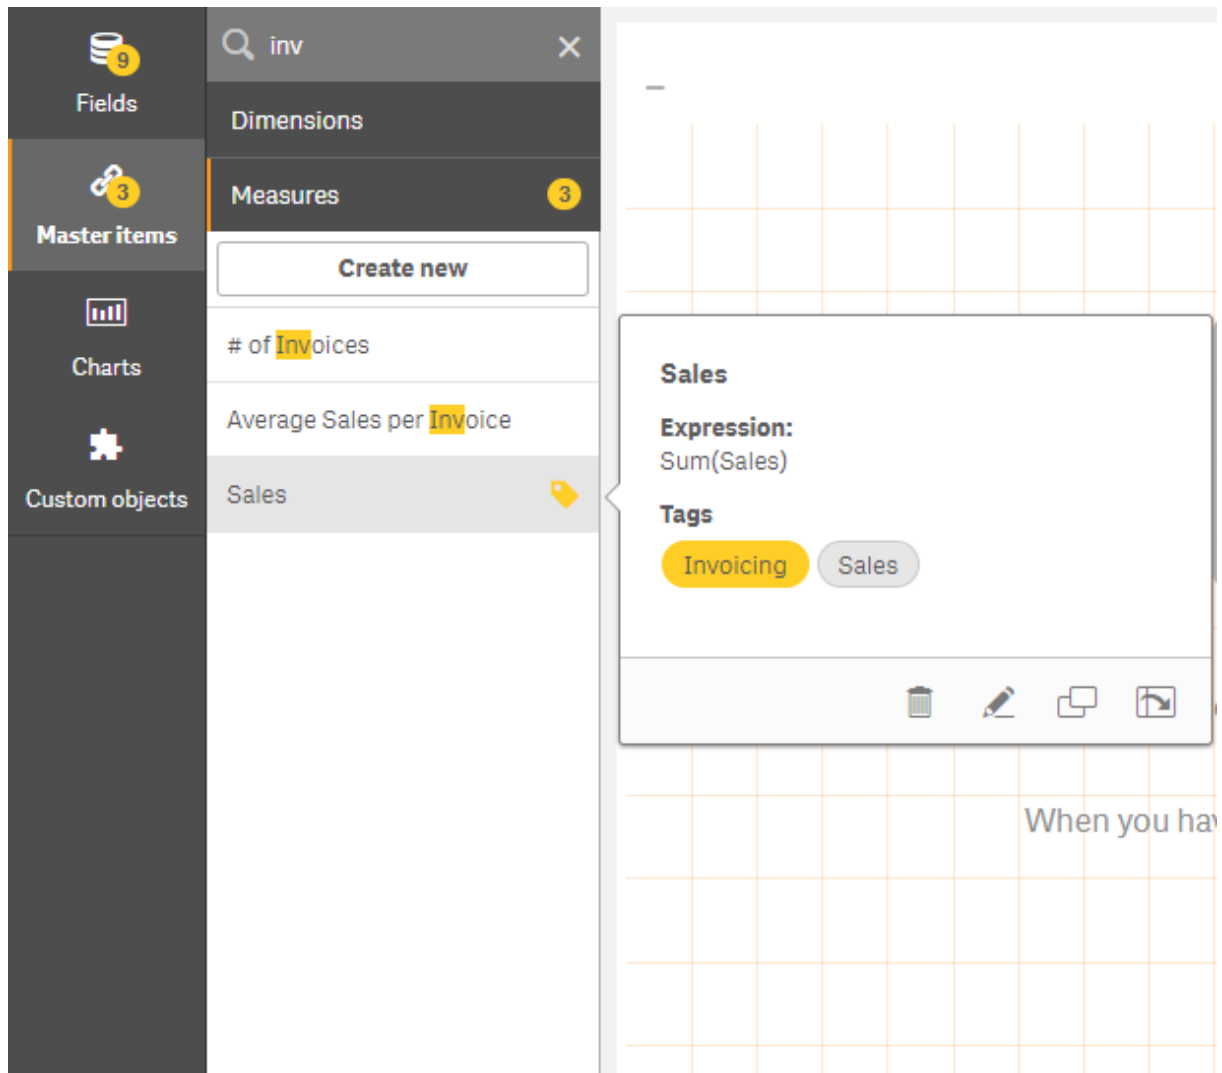 9
Fields
3
Master items
Charts
Custom objects
inv
Dimensions
Measures 3
Create new
# of Invoices
Average Sales per Invoice
Sales
Sales
Expression:
Sum(Sales)
Tags
Invoicing Sales
When you hav